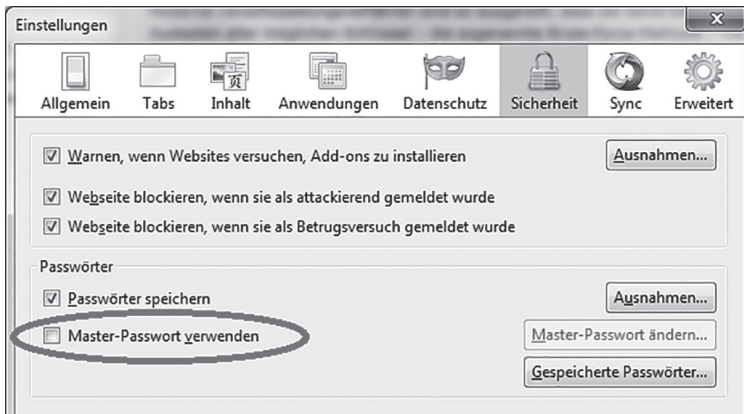 Einstellungen
Allgemein Tabs Inhalt Anwendungen Datenschutz Sicherheit Sync Erweitert
Warnen, wenn Websites versuchen, Add-ons zu installieren Ausnahmen...
Webseite blockieren, wenn sie als attackierend gemeldet wurde
Webseite blockieren, wenn sie als Betrugsversuch gemeldet wurde
Passwörter
Passwörter speichern Ausnahmen...
Master-Passwort verwenden Master-Passwort ändern...
Gespeicherte Passwörter...